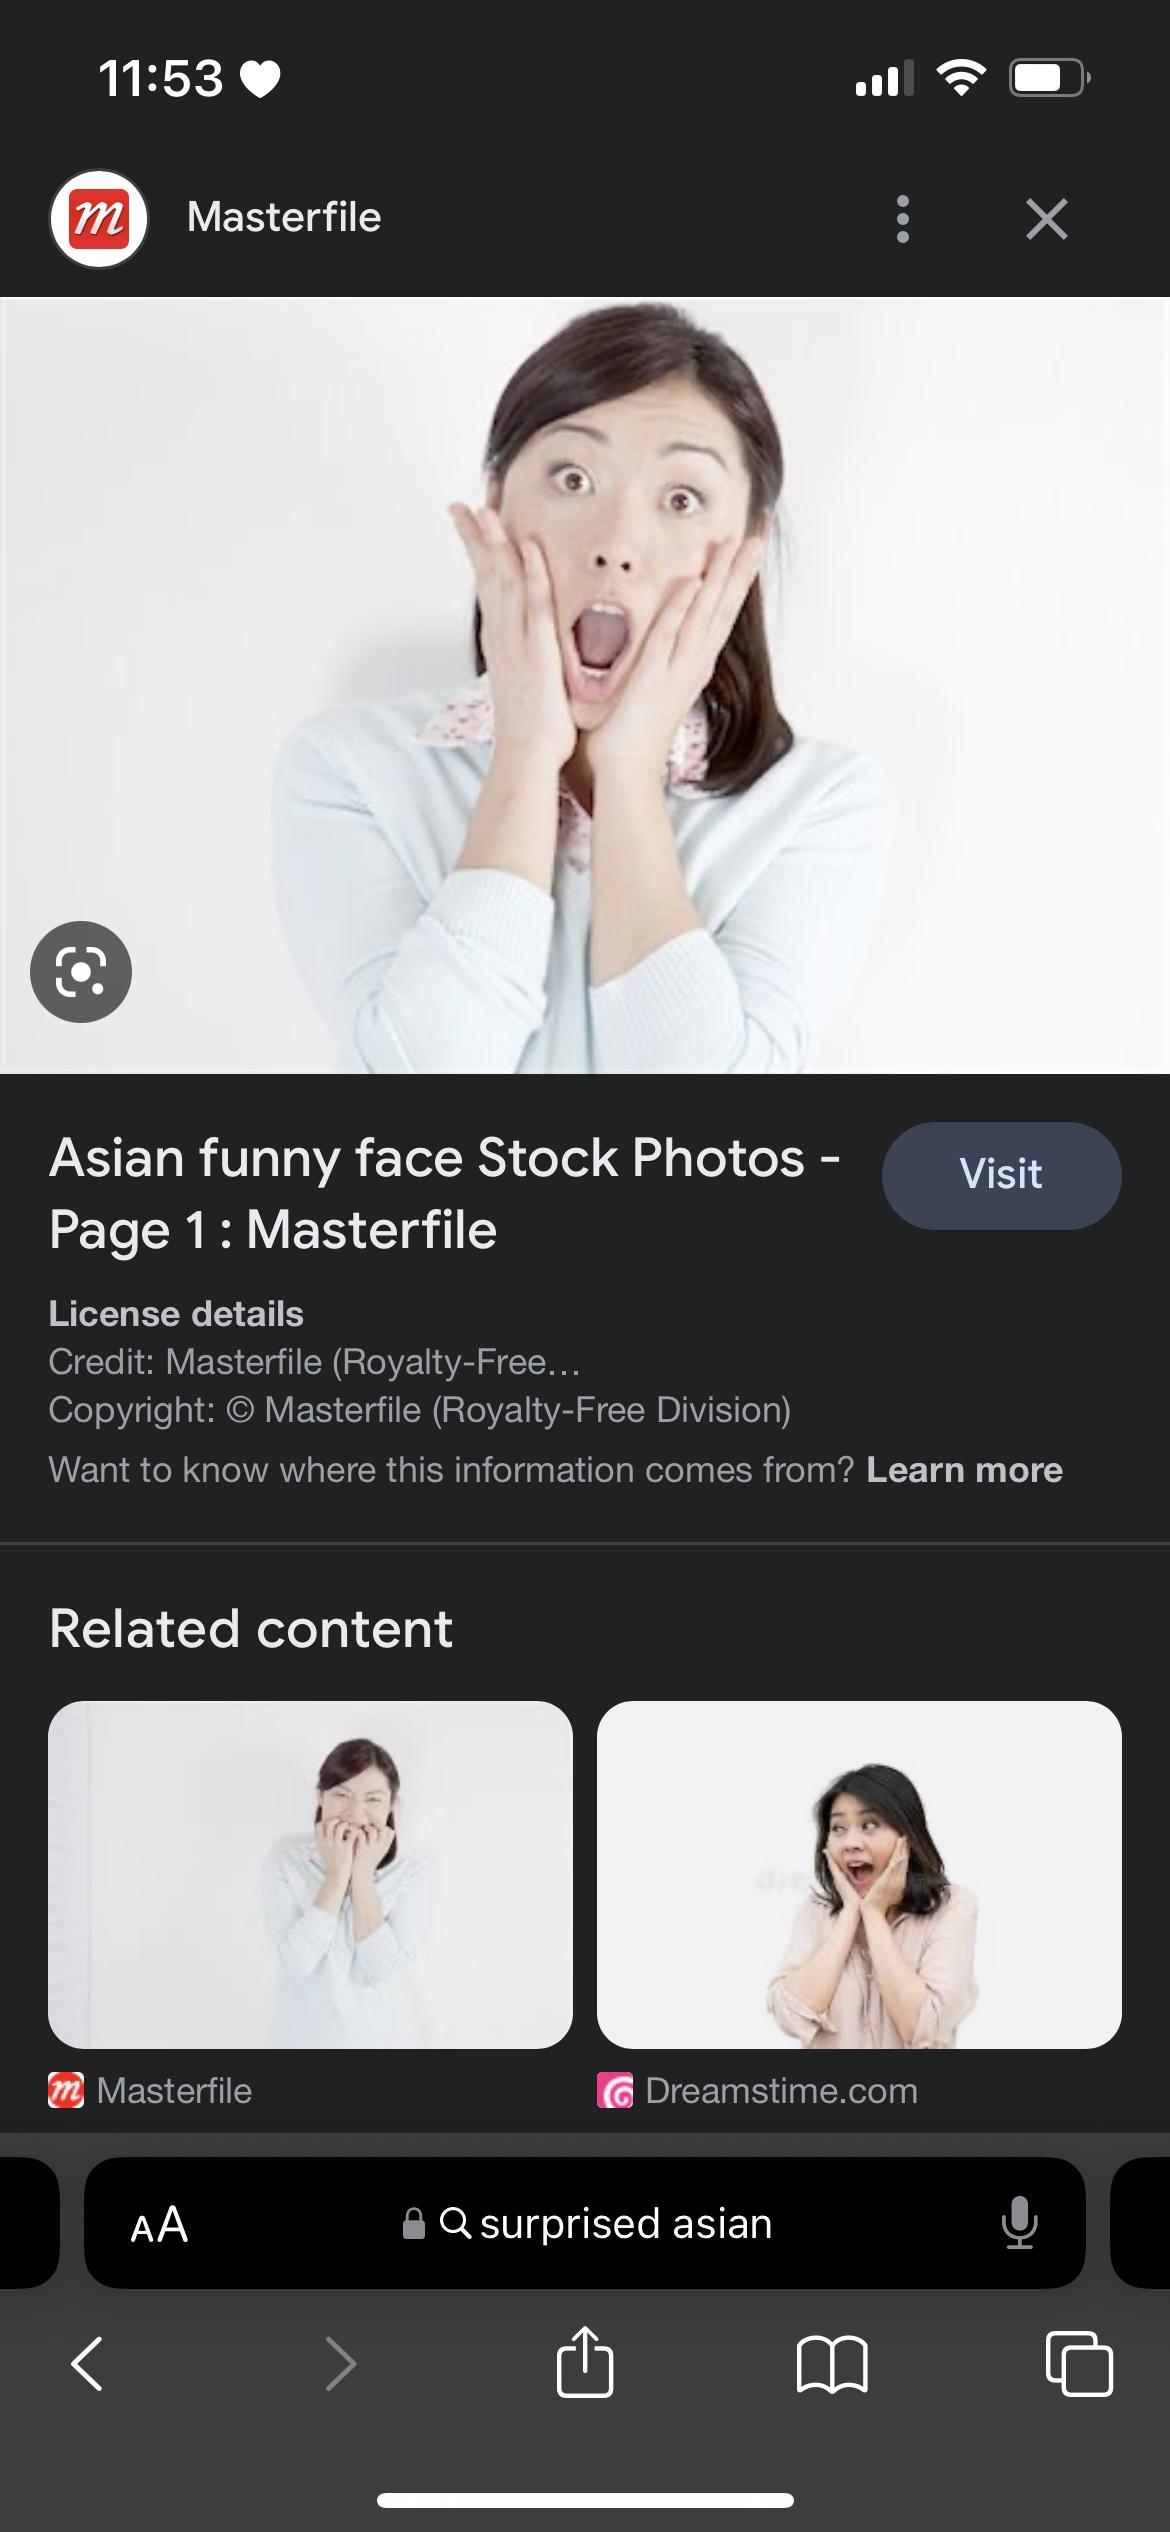 11:53
m Masterfile
Asian funny face Stock Photos -
Page 1 : Masterfile
Visit
License details
Credit: Masterfile (Royalty-Free...
Copyright: © Masterfile (Royalty-Free Division)
Want to know where this information comes from? Learn more
Related content
m Masterfile
Dreamstime.com
AA surprised asian